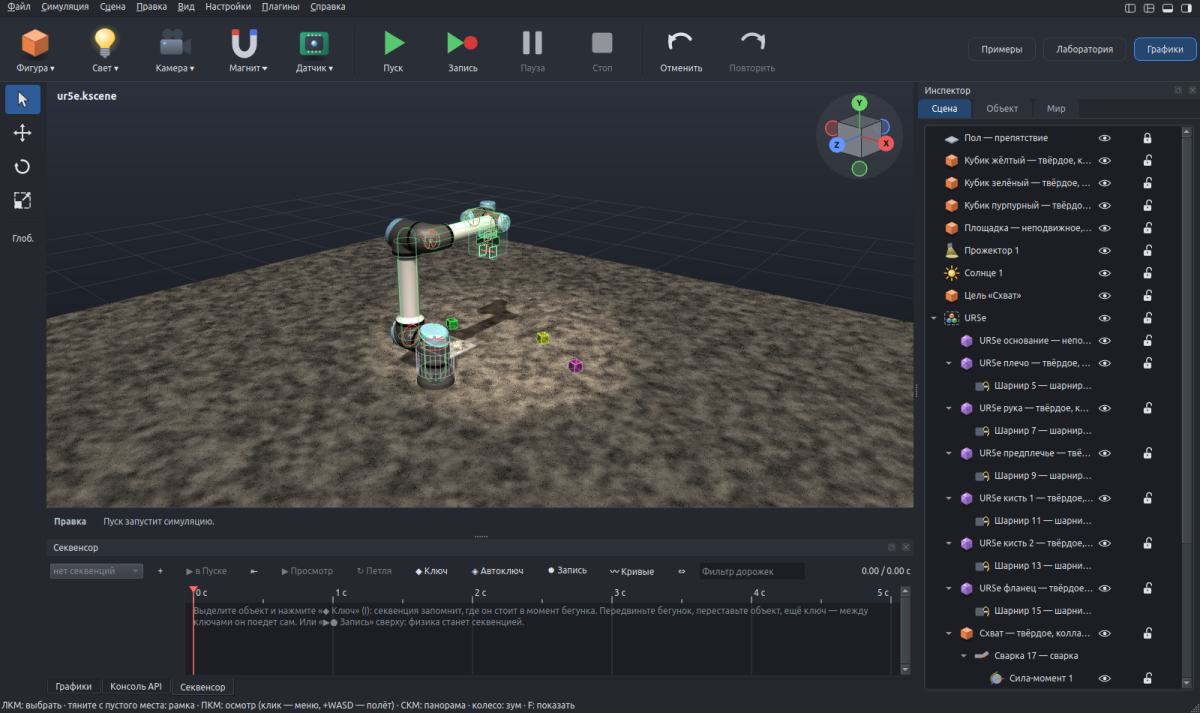 Файл Симуляция Сцена Правка Вид Настройки Плагины Справка
Фигура ▾ Свет ▾ Камера ▾ Магнит ▾ Датчик ▾ Пуск Запись Пауза Стоп Отменить Повторить Примеры Лаборатория Графики
ur5e.kscene
Глоб.
Y
Z
X
Инспектор
Сцена Объект Мир
Пол — препятствие
Кубик жёлтый — твёрдое, к...
Кубик зелёный — твёрдое, ...
Кубик пурпурный — твёрдо...
Площадка — неподвижное,...
Прожектор 1
Солнце 1
Цель «Схват»
UR5e
UR5e основание — непо...
UR5e плечо — твёрдое, ...
Шарнир 5 — шарнир...
UR5e рука — твёрдое, к...
Шарнир 7 — шарнир...
UR5e предплечье — твё...
Шарнир 9 — шарнир...
UR5e кисть 1 — твёрдое,...
Шарнир 11 — шарни...
UR5e кисть 2 — твёрдое,...
Шарнир 13 — шарни...
UR5e фланец — твёрдое,...
Шарнир 15 — шарни...
Схват — твёрдое, колла...
Сварка 17 — сварка
Сила-момент 1
Правка Пуск запустит симуляцию.
Секвенсор
нет секвенций + ▶ в Пуске ⇤ ▶ Просмотр ↻ Петля ◆ Ключ ◈ Автоключ ● Запись 〰 Кривые ⇔ Фильтр дорожек 0.00 / 0.00 с
0 с 1 с 2 с 3 с 4 с 5 с
Выделите объект и нажмите «◆ Ключ» (I): секвенция запомнит, где он стоит в момент бегунка. Передвиньте бегунок, переставьте объект, ещё ключ — между
ключами он поедет сам. Или «▶● Запись» сверху: физика станет секвенцией.
Графики Консоль API Секвенсор
ЛКМ: выбрать · тяните с пустого места: рамка · ПКМ: осмотр (клик — меню, +WASD — полёт) · СКМ: панорама · колесо: зум · F: показать